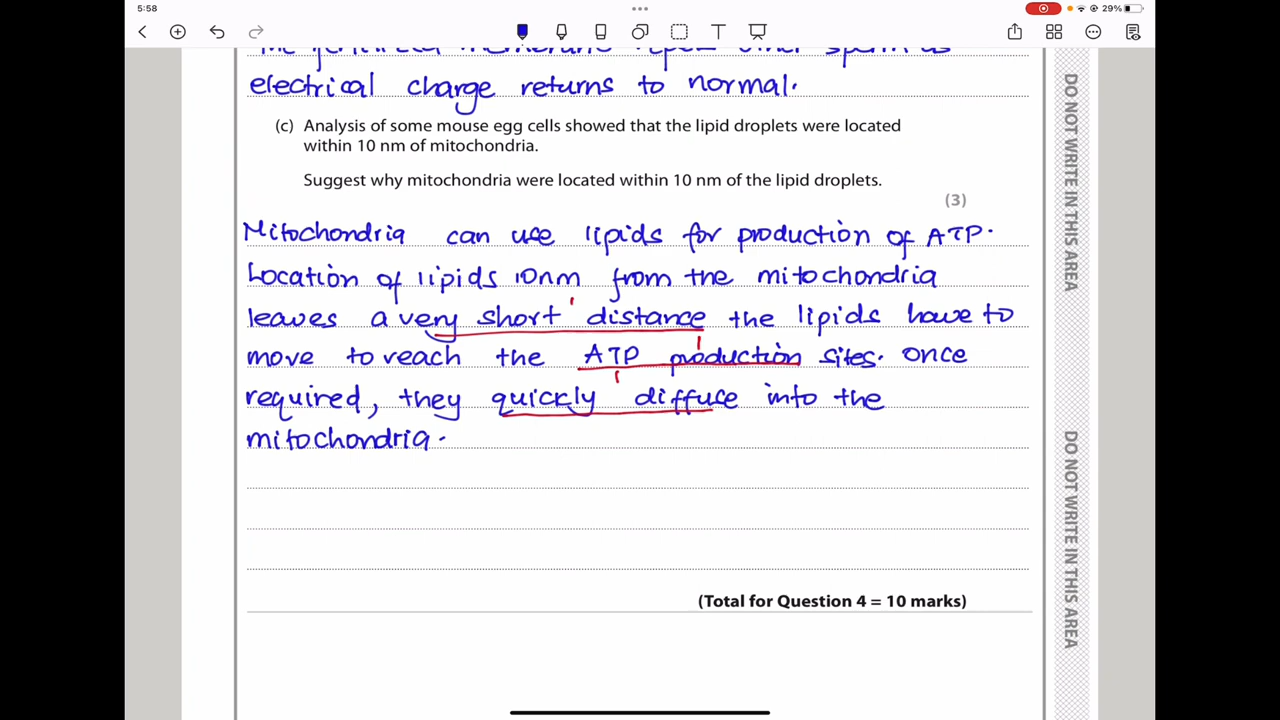 5:58
29%
electrical charge returns to normal.
(c) Analysis of some mouse egg cells showed that the lipid droplets were located
within 10 nm of mitochondria.
Suggest why mitochondria were located within 10 nm of the lipid droplets.
(3)
Mitochondria can use lipids for production of ATP.
Location of lipids 10nm from the mitochondria
leaves a very short distance the lipids have to
move to reach the ATP production sites. once
required, they quickly diffuse into the
mitochondria.
(Total for Question 4 = 10 marks)
DO NOT WRITE IN THIS AREA
DO NOT WRITE IN THIS AREA